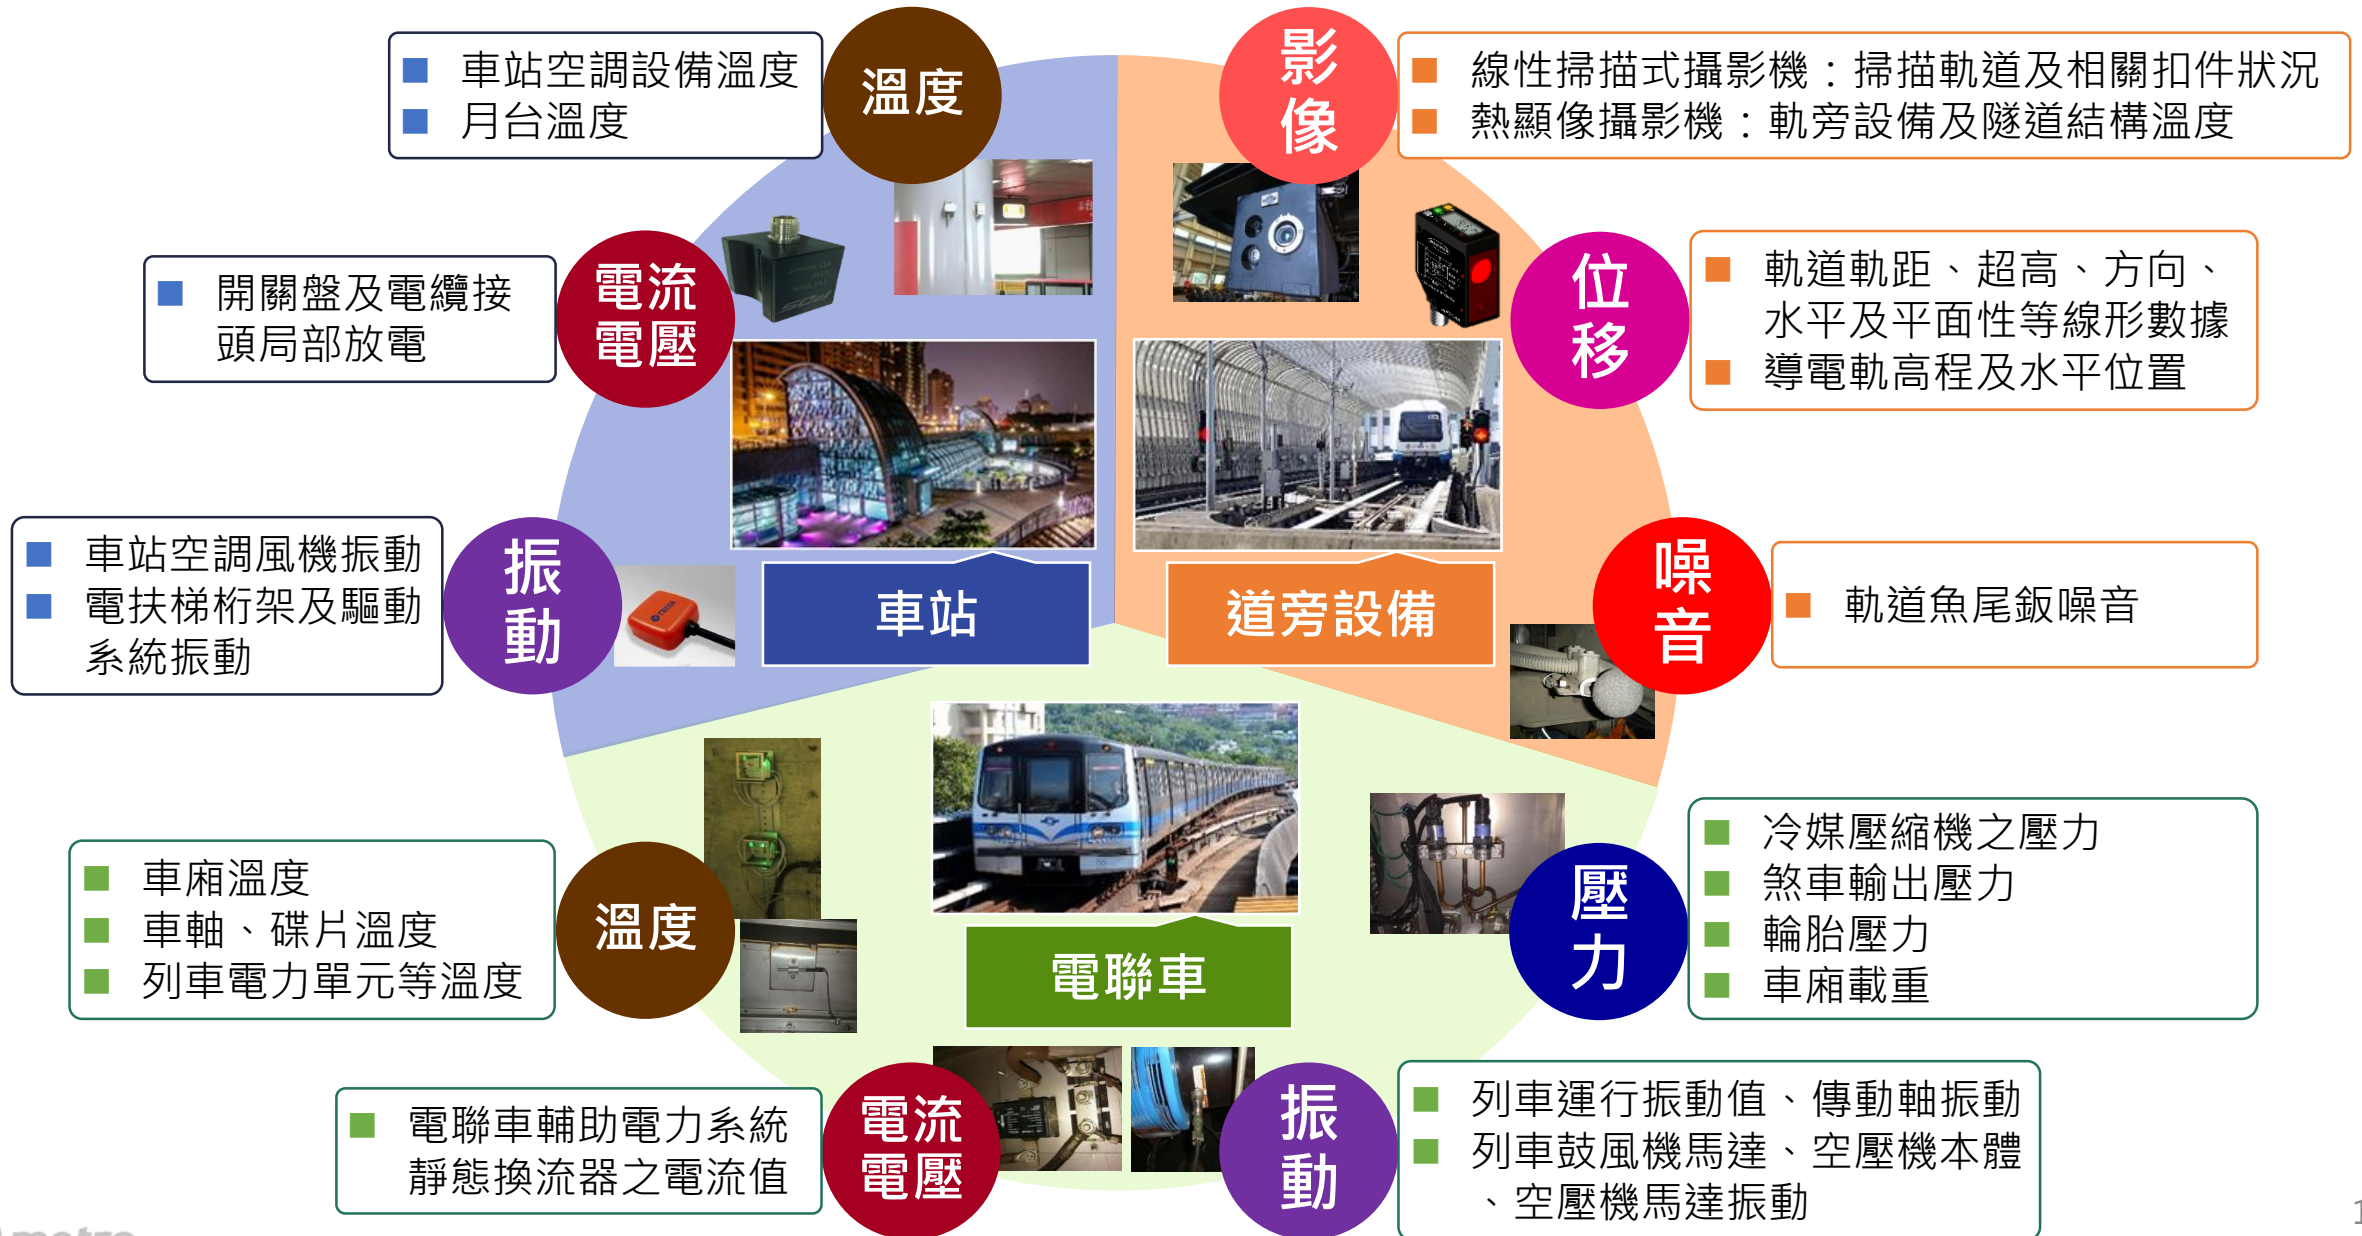 溫度
車站空調設備溫度
月台溫度
影
像
線性掃描式攝影機：掃描軌道及相關扣件狀況
熱顯像攝影機：軌旁設備及隧道結構溫度
電流
電壓
開關盤及電纜接
頭局部放電
位
移
軌道軌距、超高、方向、
水平及平面性等線形數據
導電軌高程及水平位置
振
動
車站空調風機振動
電扶梯桁架及驅動
系統振動
車站
道旁設備
噪
音
軌道魚尾鈑噪音
溫度
車廂溫度
車軸、碟片溫度
列車電力單元等溫度
電聯車
壓
力
冷媒壓縮機之壓力
煞車輸出壓力
輪胎壓力
車廂載重
電流
電壓
電聯車輔助電力系統
靜態換流器之電流值
振
動
列車運行振動值、傳動軸振動
列車鼓風機馬達、空壓機本體
、空壓機馬達振動